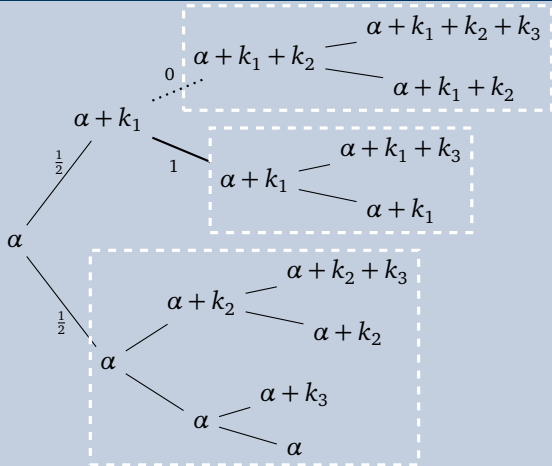 α + k₁ + k₂ + k₃
α + k₁ + k₂
0
α + k₁ + k₂
α + k₁
α + k₁ + k₃
1
½
α + k₁
α + k₁
α
α + k₂ + k₃
α + k₂
½
α + k₂
α
α + k₃
α
α